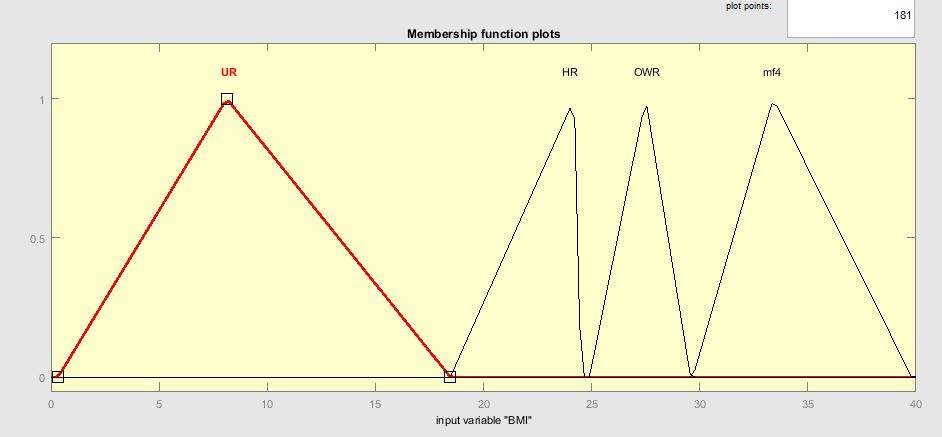 plot points:
181
Membership function plots
UR HR OWR mf4
1
0.5
0
0 5 10 15 20 25 30 35 40
input variable "BMI"